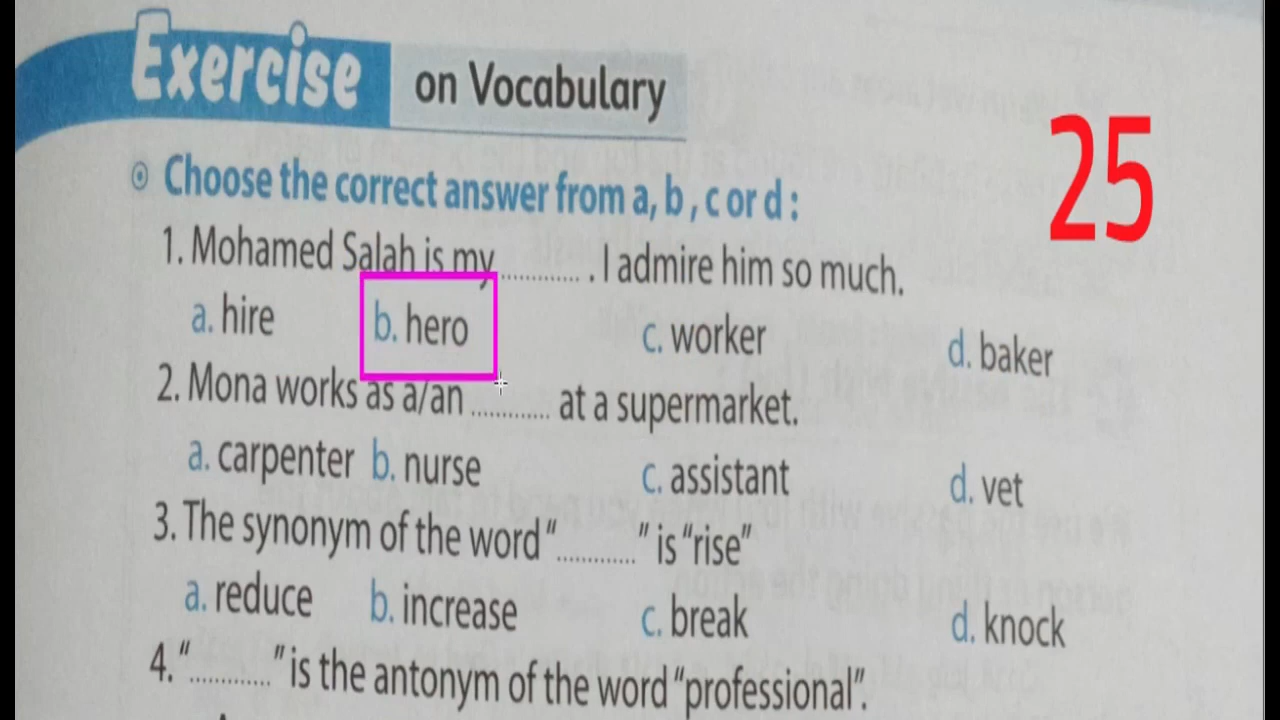 Exercise on Vocabulary
25
Choose the correct answer from a, b, c or d :
1. Mohamed Salah is my ............ . I admire him so much.
a. hire b. hero c. worker d. baker
2. Mona works as a/an ............ at a supermarket.
a. carpenter b. nurse c. assistant d. vet
3. The synonym of the word "............" is "rise"
a. reduce b. increase c. break d. knock
4. "............" is the antonym of the word "professional".